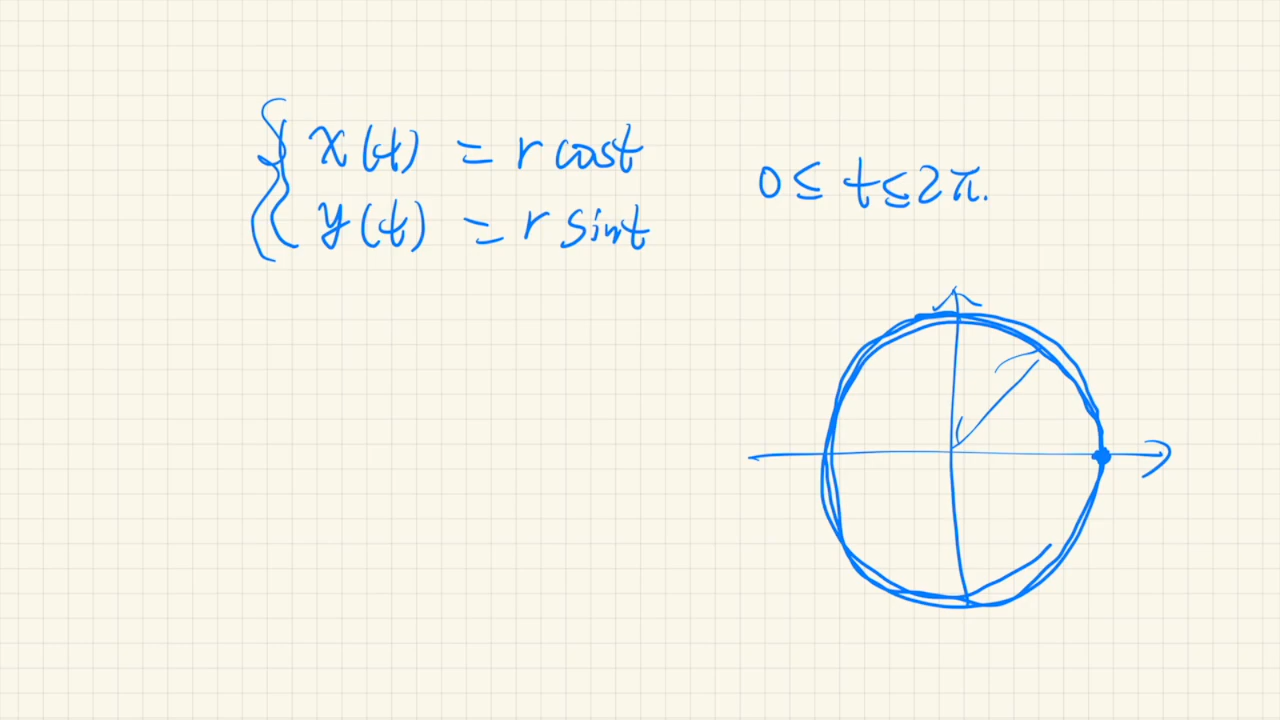 x(t) = r cost
y(t) = r sint
0 ≤ t ≤ 2π.